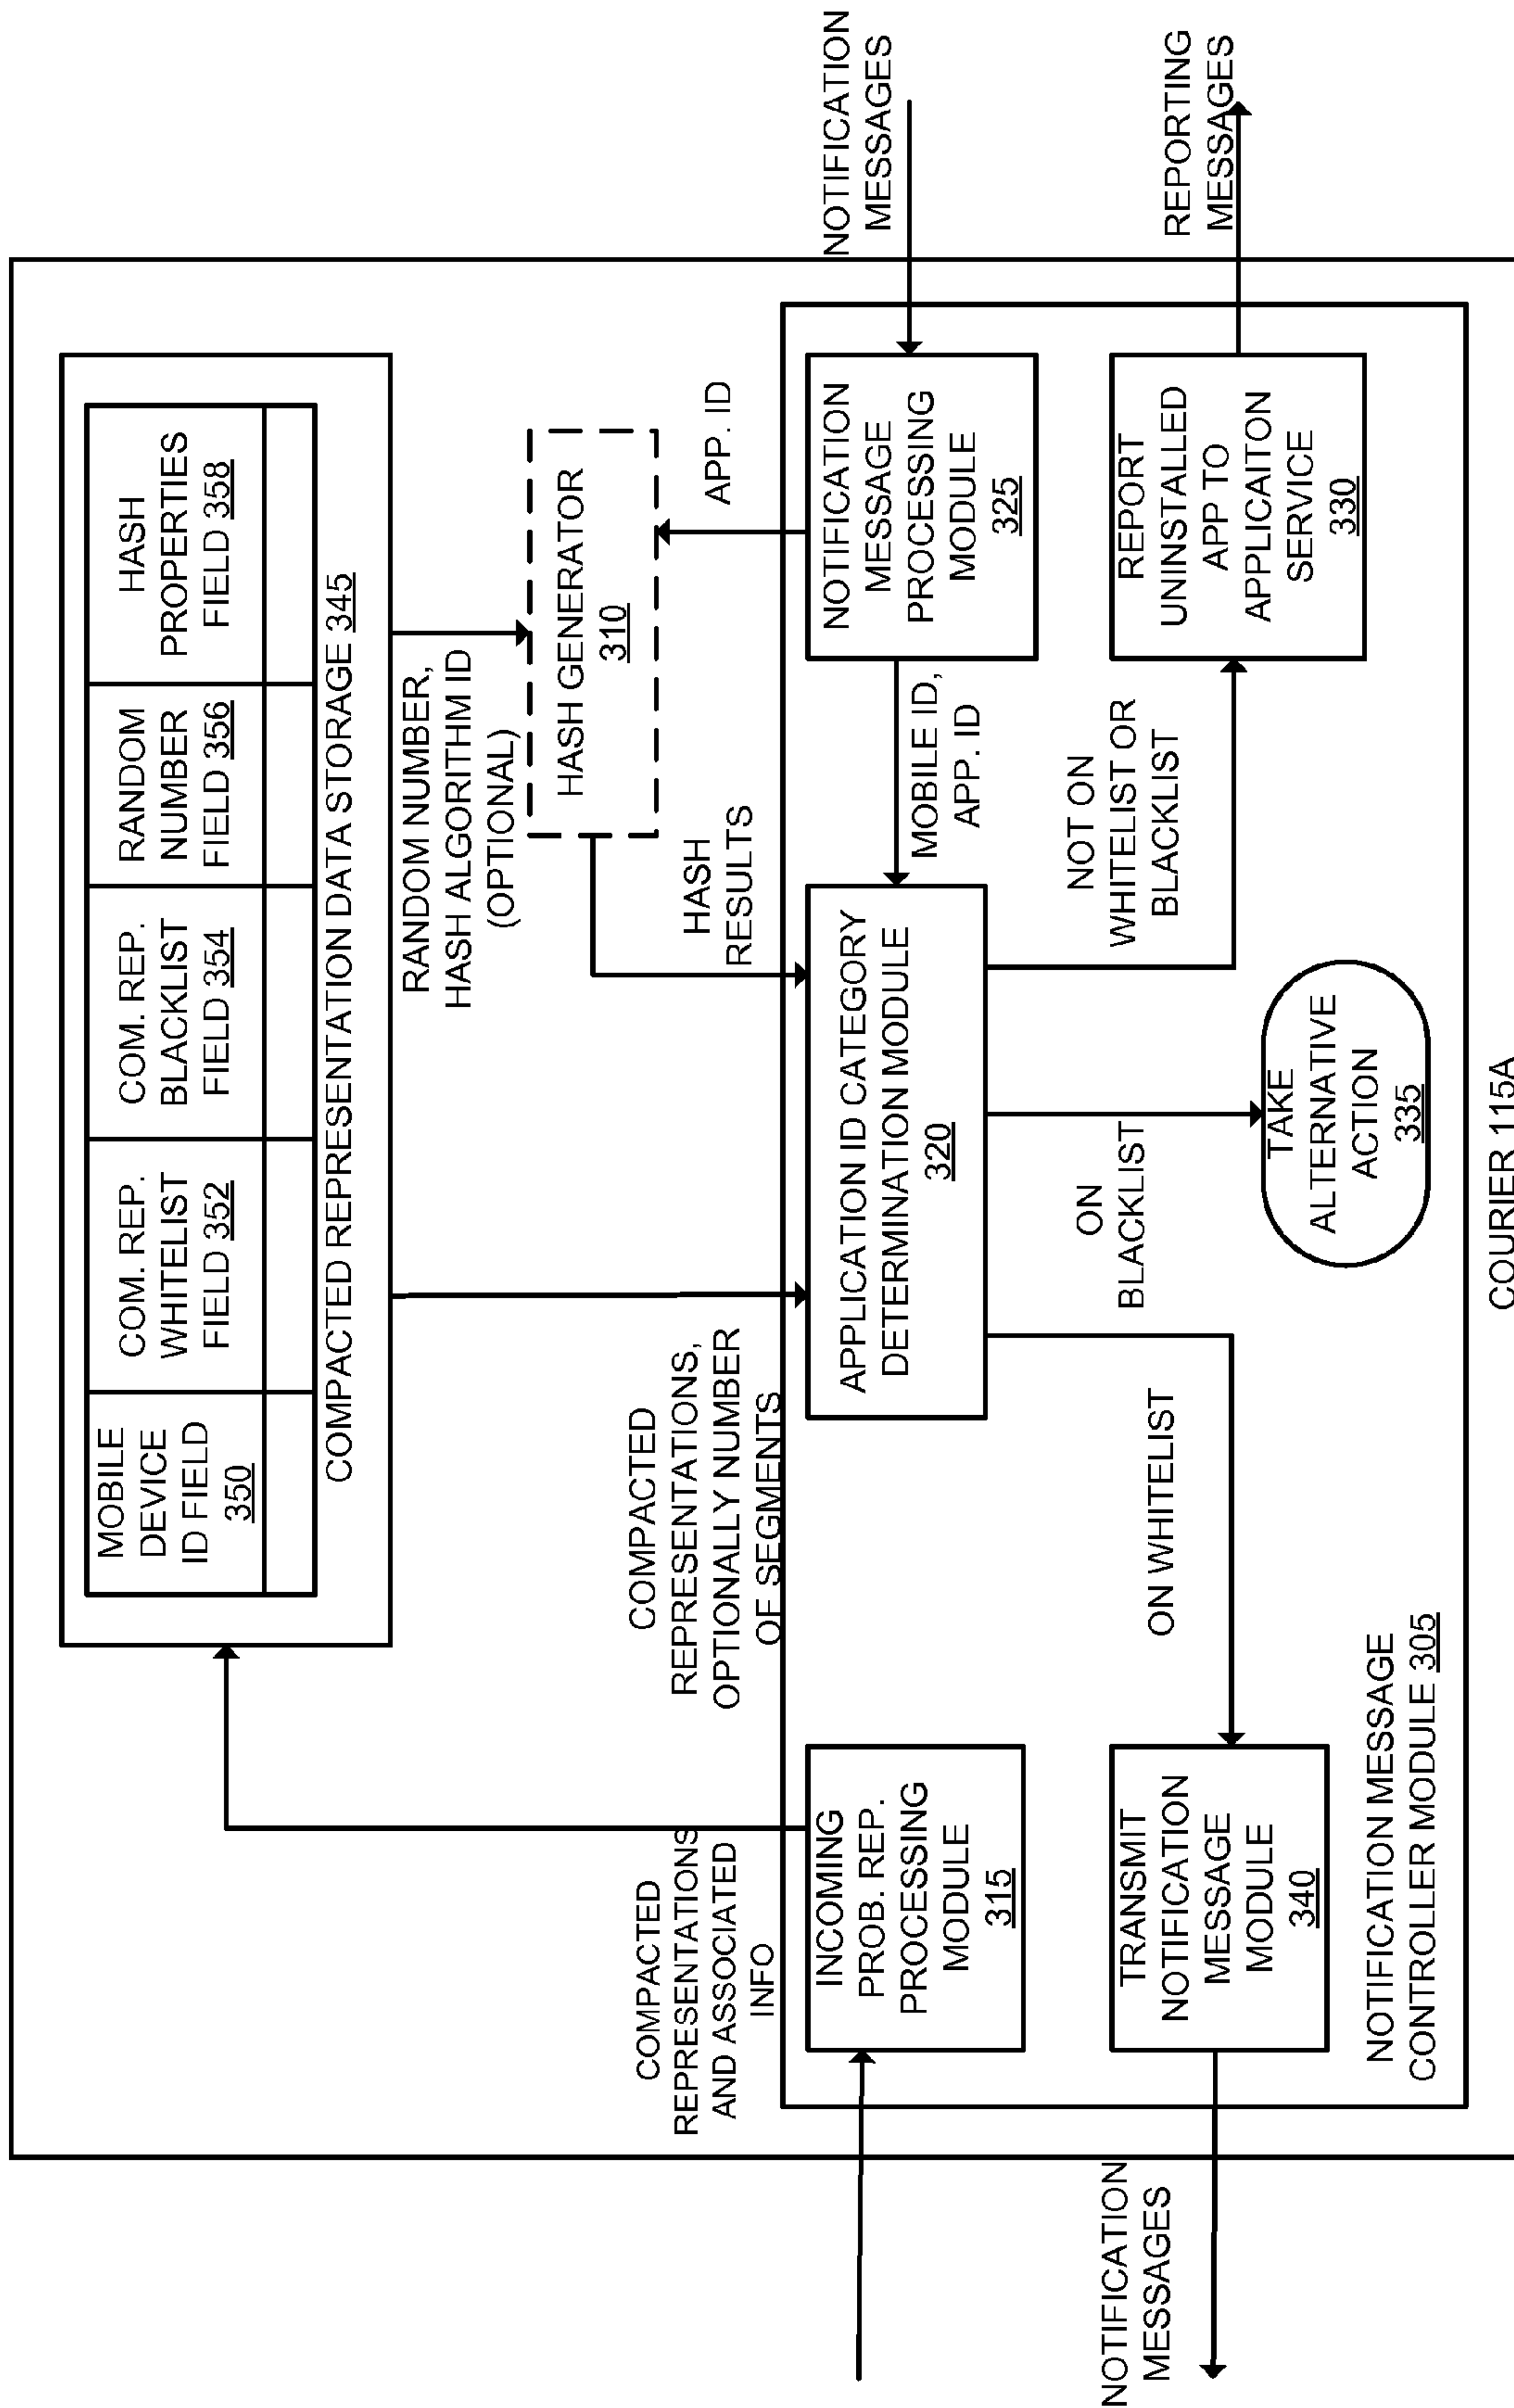 MOBILE
DEVICE
ID FIELD
350
COM. REP.
WHITELIST
FIELD 352
COM. REP.
BLACKLIST
FIELD 354
RANDOM
NUMBER
FIELD 356
HASH
PROPERTIES
FIELD 358
COMPACTED REPRESENTATION DATA STORAGE 345
COMPACTED
REPRESENTATIONS
AND ASSOCIATED
INFO
COMPACTED
REPRESENTATIONS,
OPTIONALLY NUMBER
OF SEGMENTS
RANDOM NUMBER,
HASH ALGORITHM ID
(OPTIONAL)
HASH GENERATOR
310
HASH
RESULTS
APP. ID
NOTIFICATION
MESSAGES
INCOMING
PROB. REP.
PROCESSING
MODULE
315
APPLICATION ID CATEGORY
DETERMINATION MODULE
320
MOBILE ID,
APP. ID
NOTIFICATION
MESSAGE
PROCESSING
MODULE
325
NOTIFICATION
MESSAGES
TRANSMIT
NOTIFICATION
MESSAGE
MODULE
340
ON WHITELIST
ON
BLACKLIST
NOT ON
WHITELIST OR
BLACKLIST
TAKE
ALTERNATIVE
ACTION
335
REPORT
UNINSTALLED
APP TO
APPLICAITON
SERVICE
330
REPORTING
MESSAGES
NOTIFICATION MESSAGE
CONTROLLER MODULE 305
COURIER 115A